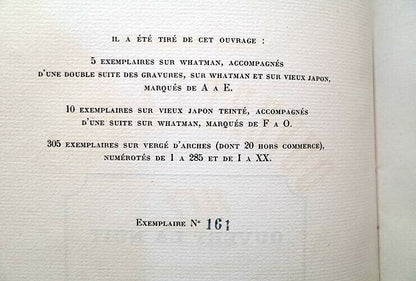 IL A ÉTÉ TIRÉ DE CET OUVRAGE :
5 EXEMPLAIRES SUR WHATMAN, ACCOMPAGNÉS
D'UNE DOUBLE SUITE DES GRAVURES, SUR WHATMAN ET SUR VIEUX JAPON,
MARQUÉS DE A A E.
10 EXEMPLAIRES SUR VIEUX JAPON TEINTÉ, ACCOMPAGNÉS
D'UNE SUITE SUR WHATMAN, MARQUÉS DE F A O.
305 EXEMPLAIRES SUR VERGÉ D'ARCHES (DONT 20 HORS COMMERCE),
NUMÉROTÉS DE 1 A 285 ET DE I A XX.
EXEMPLAIRE N° 161